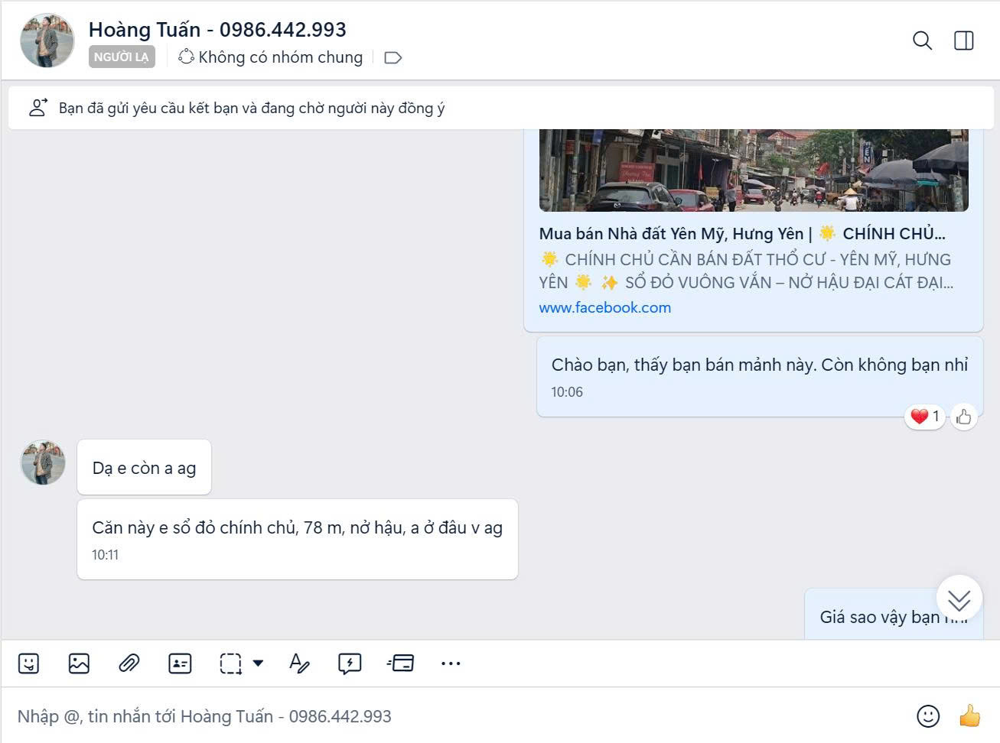 Hoàng Tuấn - 0986.442.993
NGƯỜI LẠ
Không có nhóm chung
Bạn đã gửi yêu cầu kết bạn và đang chờ người này đồng ý
Mua bán Nhà đất Yên Mỹ, Hưng Yên | 🌟 CHÍNH CHỦ...
🌟 CHÍNH CHỦ CẦN BÁN ĐẤT THỔ CƯ - YÊN MỸ, HƯNG
YÊN 🌟 ✨ SỔ ĐỎ VUÔNG VẮN – NỞ HẬU ĐẠI CÁT ĐẠI...
www.facebook.com
Chào bạn, thấy bạn bán mảnh này. Còn không bạn nhỉ
10:06
❤️ 1
Dạ e còn a ag
Căn này e sổ đỏ chính chủ, 78 m, nở hậu, a ở đâu v ag
10:11
Giá sao vậy bạn
Nhập @, tin nhắn tới Hoàng Tuấn - 0986.442.993